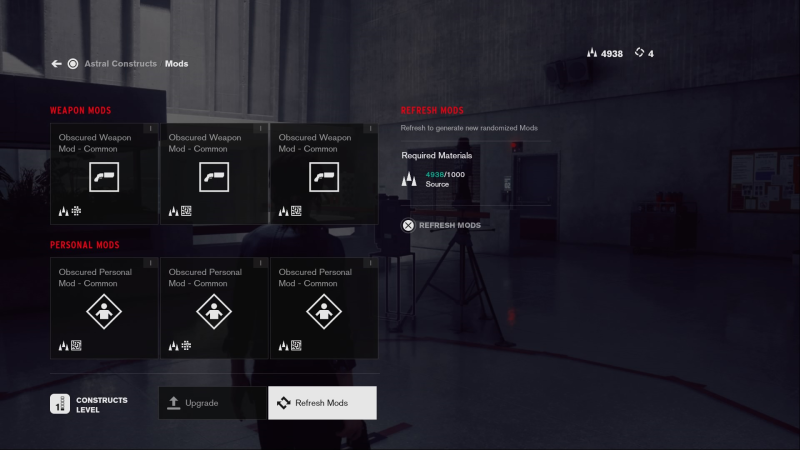 4938 4
Astral Constructs Mods
WEAPON MODS
I
Obscured Weapon
Mod - Common
I
Obscured Weapon
Mod - Common
I
Obscured Weapon
Mod - Common
PERSONAL MODS
I
Obscured Personal
Mod - Common
I
Obscured Personal
Mod - Common
I
Obscured Personal
Mod - Common
1
CONSTRUCTS
LEVEL
Upgrade
Refresh Mods
REFRESH MODS
Refresh to generate new randomized Mods
Required Materials
4938/1000
Source
REFRESH MODS